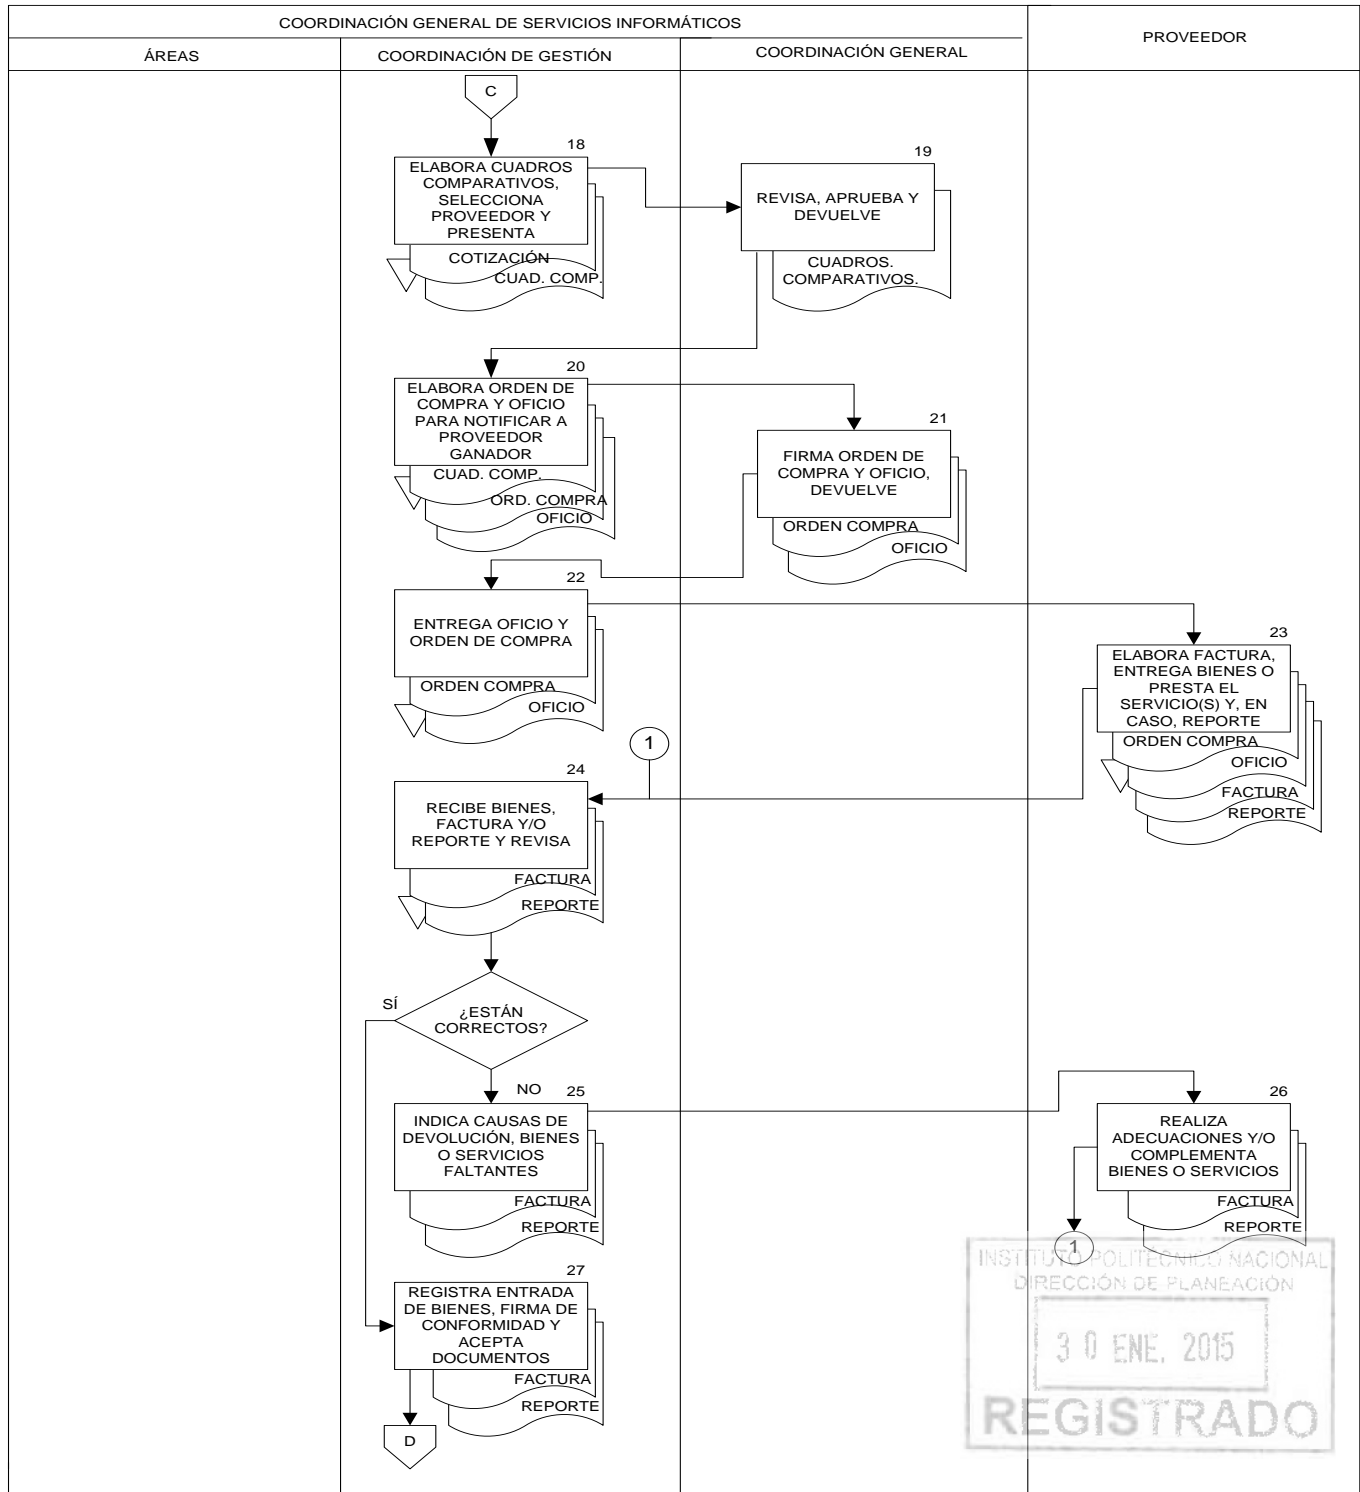 COORDINACIÓN GENERAL DE SERVICIOS INFORMÁTICOS
PROVEEDOR
ÁREAS
COORDINACIÓN DE GESTIÓN
COORDINACIÓN GENERAL
C
18
ELABORA CUADROS
COMPARATIVOS,
SELECCIONA
PROVEEDOR Y
PRESENTA
COTIZACIÓN
CUAD. COMP.
19
REVISA, APRUEBA Y
DEVUELVE
CUADROS.
COMPARATIVOS.
20
ELABORA ORDEN DE
COMPRA Y OFICIO
PARA NOTIFICAR A
PROVEEDOR
GANADOR
CUAD. COMP.
ORD. COMPRA
OFICIO
21
FIRMA ORDEN DE
COMPRA Y OFICIO,
DEVUELVE
ORDEN COMPRA
OFICIO
22
ENTREGA OFICIO Y
ORDEN DE COMPRA
ORDEN COMPRA
OFICIO
23
ELABORA FACTURA,
ENTREGA BIENES O
PRESTA EL
SERVICIO(S) Y, EN
CASO, REPORTE
ORDEN COMPRA
OFICIO
FACTURA
REPORTE
1
24
RECIBE BIENES,
FACTURA Y/O
REPORTE Y REVISA
FACTURA
REPORTE
¿ESTÁN
CORRECTOS?
SÍ
NO
25
INDICA CAUSAS DE
DEVOLUCIÓN, BIENES
O SERVICIOS
FALTANTES
FACTURA
REPORTE
26
REALIZA
ADECUACIONES Y/O
COMPLEMENTA
BIENES O SERVICIOS
FACTURA
REPORTE
1
27
REGISTRA ENTRADA
DE BIENES, FIRMA DE
CONFORMIDAD Y
ACEPTA
DOCUMENTOS
FACTURA
REPORTE
D
INSTITUTO POLITÉCNICO NACIONAL
DIRECCIÓN DE PLANEACIÓN
30 ENE. 2015
REGISTRADO